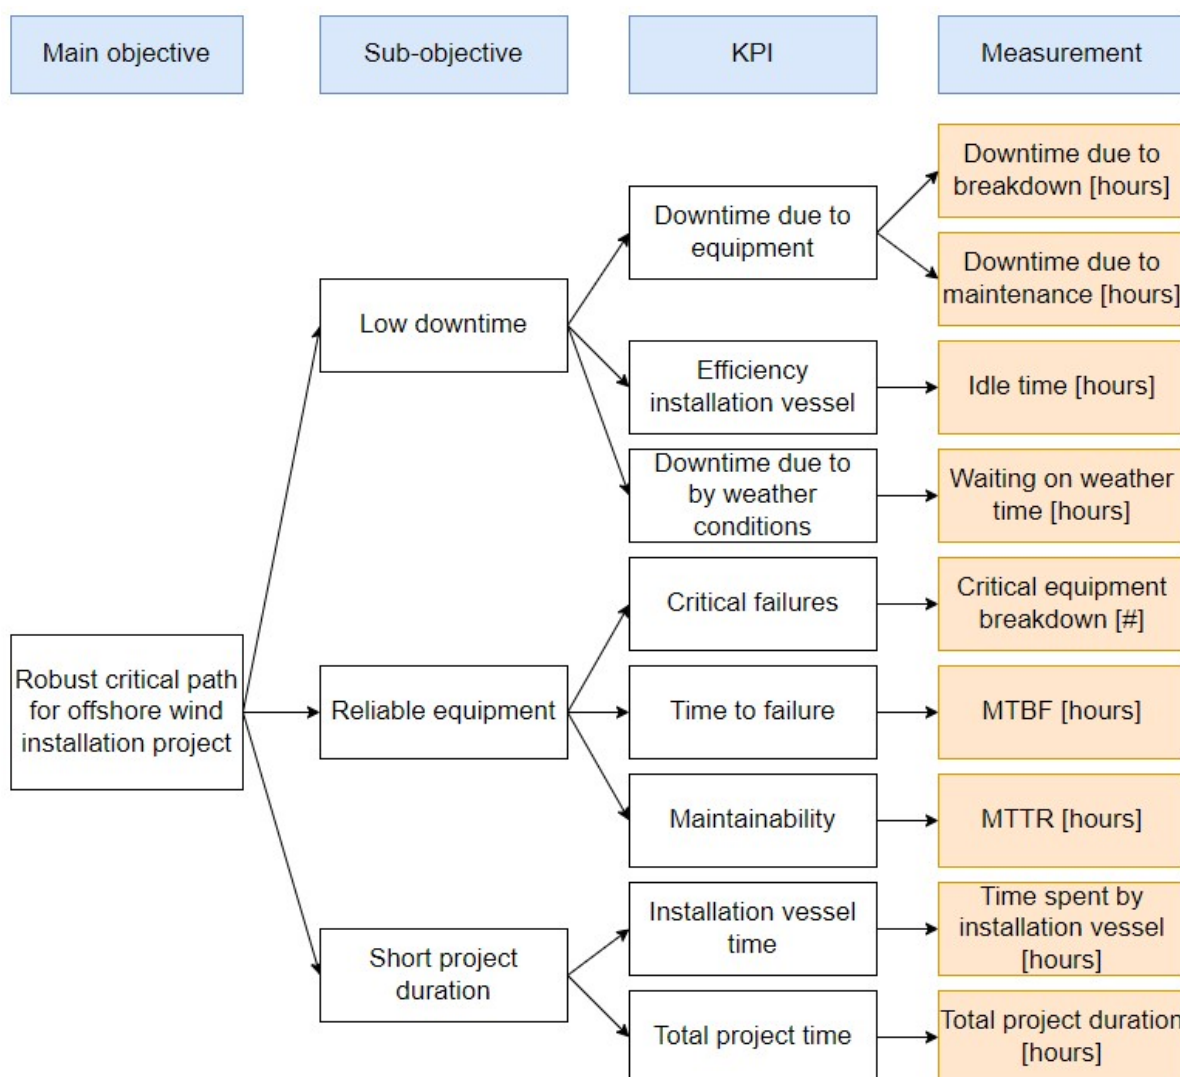 Main objective
Sub-objective
KPI
Measurement
Downtime due to
breakdown [hours]
Downtime due to
equipment
Downtime due to
maintenance [hours]
Low downtime
Efficiency
installation vessel
Idle time [hours]
Downtime due to
by weather
conditions
Waiting on weather
time [hours]
Critical failures
Critical equipment
breakdown [#]
Robust critical path
for offshore wind
installation project
Reliable equipment
Time to failure
MTBF [hours]
Maintainability
MTTR [hours]
Short project
duration
Installation vessel
time
Time spent by
installation vessel
[hours]
Total project time
Total project duration
[hours]